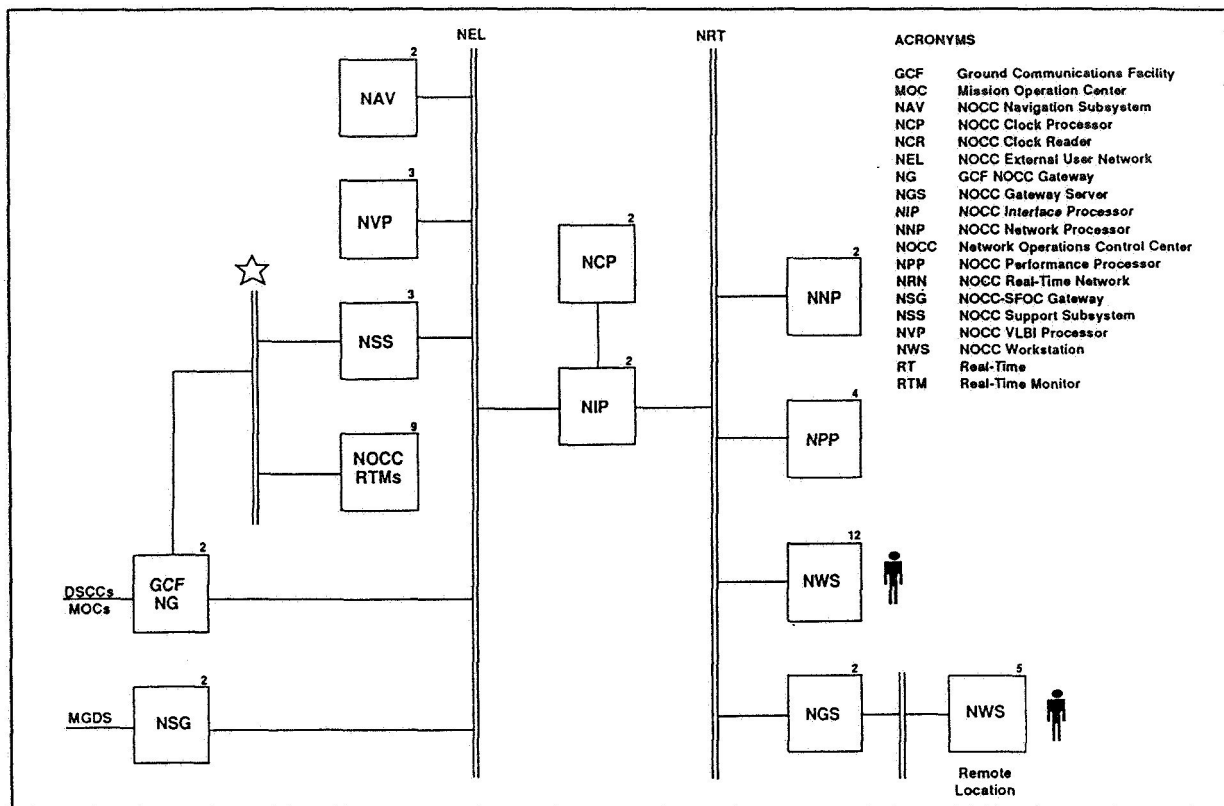 NEL
NRT
2
NAV
3
NVP
3
NSS
9
NOCC
RTMs
2
GCF
NG
DSCCs
MOCs
2
NSG
MGDS
2
NCP
2
NIP
2
NNP
4
NPP
12
NWS
2
NGS
5
NWS
Remote
Location
ACRONYMS
GCF Ground Communications Facility
MOC Mission Operation Center
NAV NOCC Navigation Subsystem
NCP NOCC Clock Processor
NCR NOCC Clock Reader
NEL NOCC External User Network
NG GCF NOCC Gateway
NGS NOCC Gateway Server
NIP NOCC Interface Processor
NNP NOCC Network Processor
NOCC Network Operations Control Center
NPP NOCC Performance Processor
NRN NOCC Real-Time Network
NSG NOCC-SFOC Gateway
NSS NOCC Support Subsystem
NVP NOCC VLBI Processor
NWS NOCC Workstation
RT Real-Time
RTM Real-Time Monitor